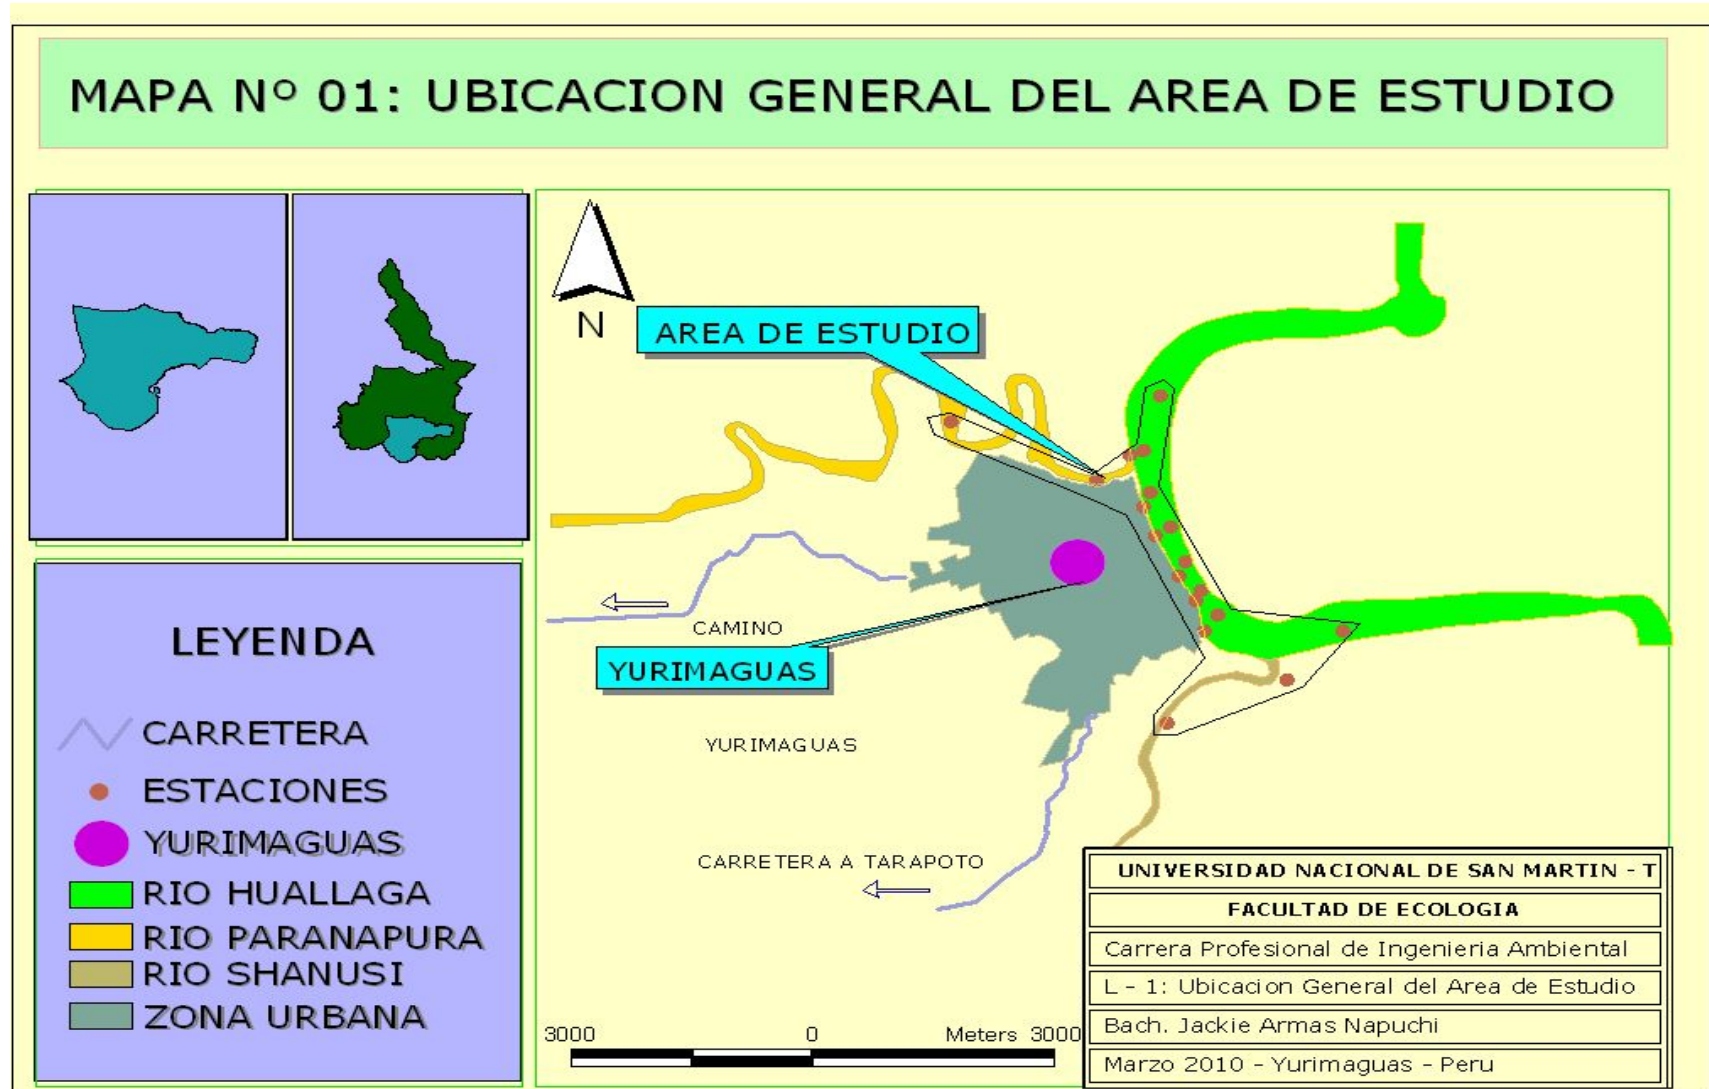 MAPA Nº 01: UBICACION GENERAL DEL AREA DE ESTUDIO
N
AREA DE ESTUDIO
CAMINO
YURIMAGUAS
YURIMAGUAS
CARRETERA A TARAPOTO
LEYENDA
CARRETERA
ESTACIONES
YURIMAGUAS
RIO HUALLAGA
RIO PARANAPURA
RIO SHANUSI
ZONA URBANA
3000 0 Meters 3000
UNIVERSIDAD NACIONAL DE SAN MARTIN - T
FACULTAD DE ECOLOGIA
Carrera Profesional de Ingenieria Ambiental
L - 1: Ubicacion General del Area de Estudio
Bach. Jackie Armas Napuchi
Marzo 2010 - Yurimaguas - Peru